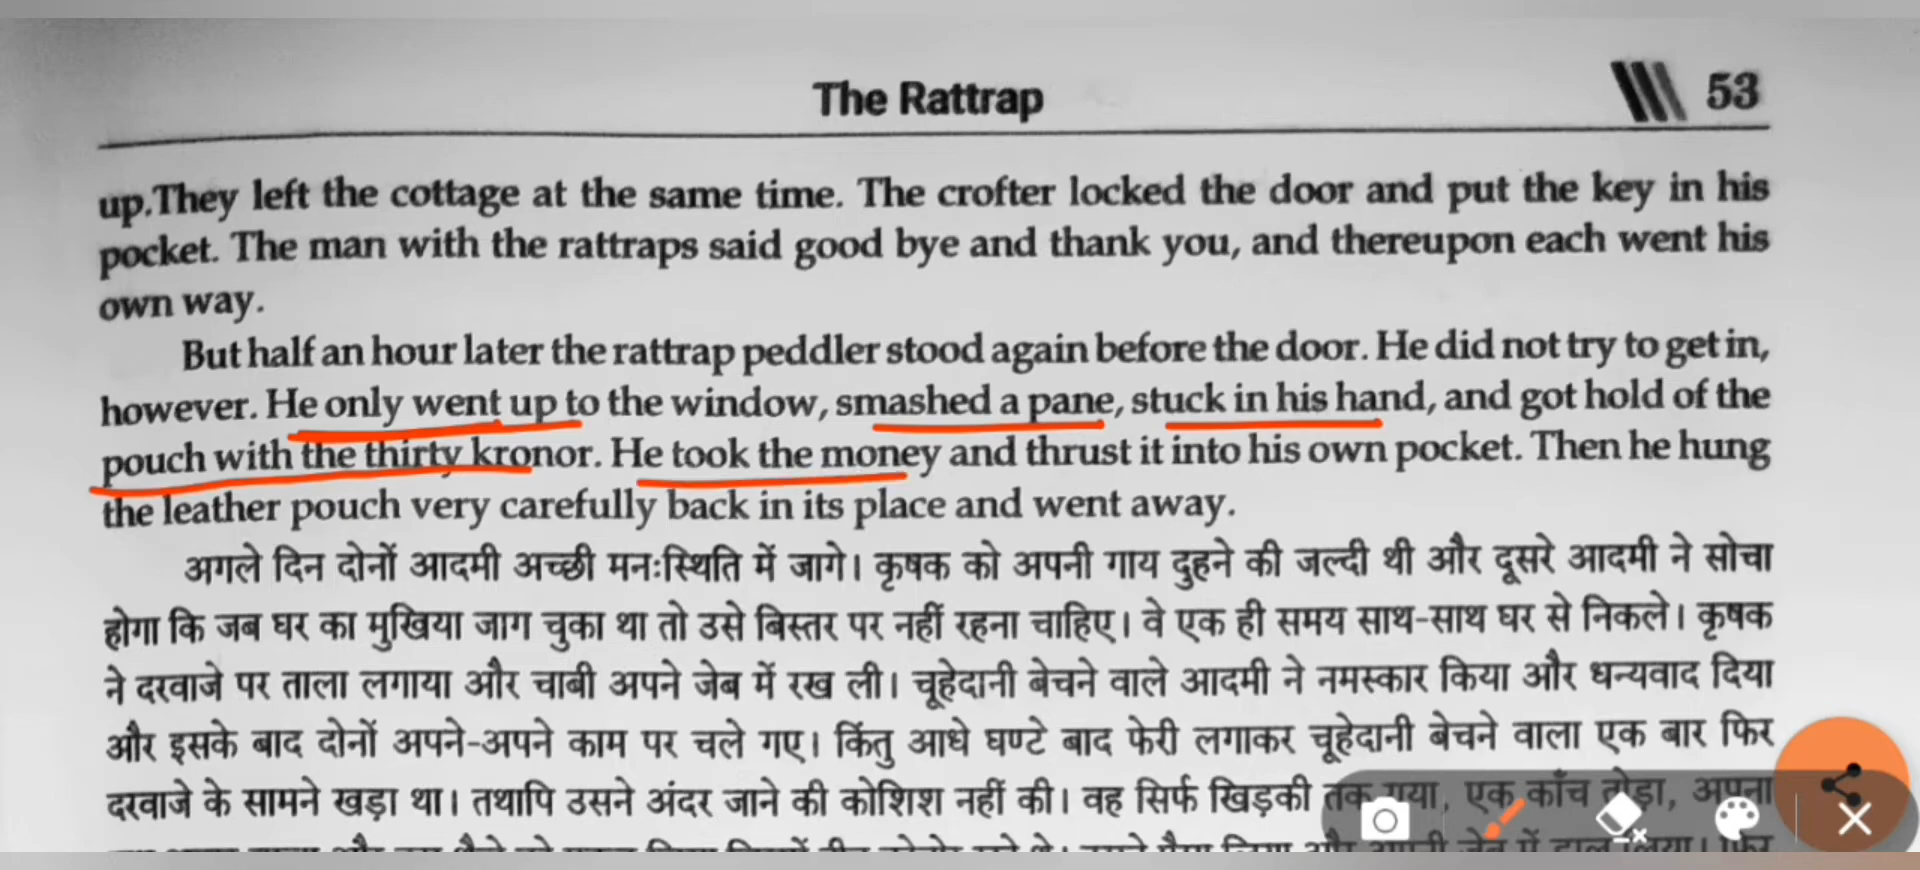 The Rattrap 53
up.They left the cottage at the same time. The crofter locked the door and put the key in his
pocket. The man with the rattraps said good bye and thank you, and thereupon each went his
own way.
But half an hour later the rattrap peddler stood again before the door. He did not try to get in,
however. He only went up to the window, smashed a pane, stuck in his hand, and got hold of the
pouch with the thirty kronor. He took the money and thrust it into his own pocket. Then he hung
the leather pouch very carefully back in its place and went away.
अगले दिन दोनों आदमी अच्छी मनःस्थिति में जागे। कृषक को अपनी गाय दुहने की जल्दी थी और दूसरे आदमी ने सोचा
होगा कि जब घर का मुखिया जाग चुका था तो उसे बिस्तर पर नहीं रहना चाहिए। वे एक ही समय साथ-साथ घर से निकले। कृषक
ने दरवाजे पर ताला लगाया और चाबी अपने जेब में रख ली। चूहेदानी बेचने वाले आदमी ने नमस्कार किया और धन्यवाद दिया
और इसके बाद दोनों अपने-अपने काम पर चले गए। किंतु आधे घण्टे बाद फेरी लगाकर चूहेदानी बेचने वाला एक बार फिर
दरवाजे के सामने खड़ा था। तथापि उसने अंदर जाने की कोशिश नहीं की। वह सिर्फ खिड़की तक गया, एक काँच तोड़ा, अपना